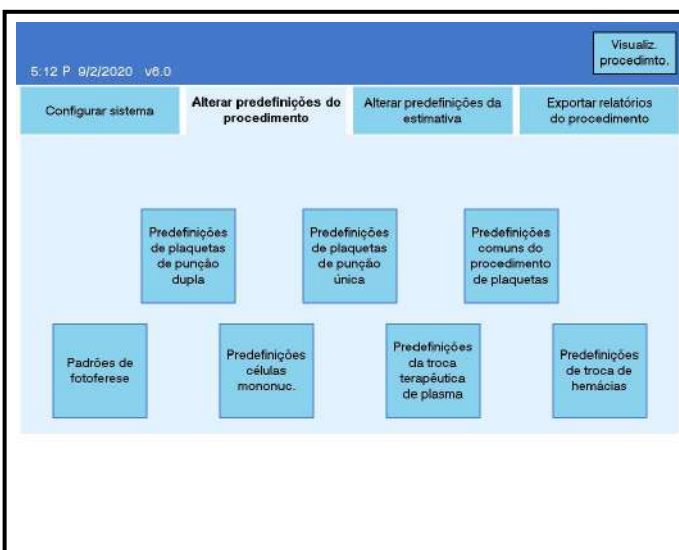 Visualiz.
procedimto.
5:12 P 9/2/2020 v6.0
Configurar sistema
Alterar predefinições do
procedimento
Alterar predefinições da
estimativa
Exportar relatórios
do procedimento
Predefinições
de plaquetas
de punção
dupla
Predefinições
de plaquetas
de punção
única
Predefinições
comuns do
procedimento
de plaquetas
Padrões de
fotoferese
Predefinições
células
mononuc.
Predefinições
da troca
terapêutica
de plasma
Predefinições
de troca de
hemácias